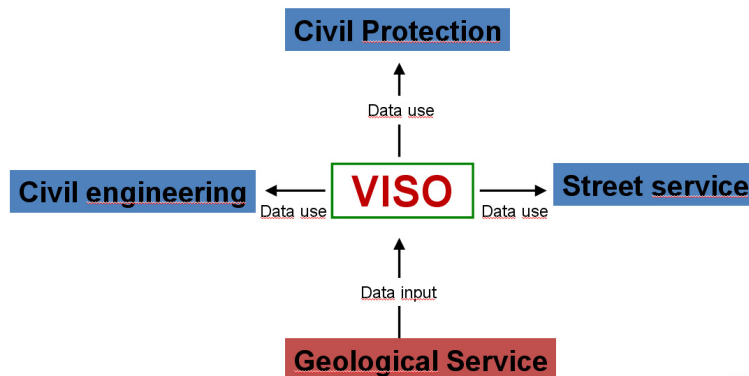 Civil Protection
Data use
Civil engineering
VISO
Street service
Data use
Data use
Data input
Geological Service